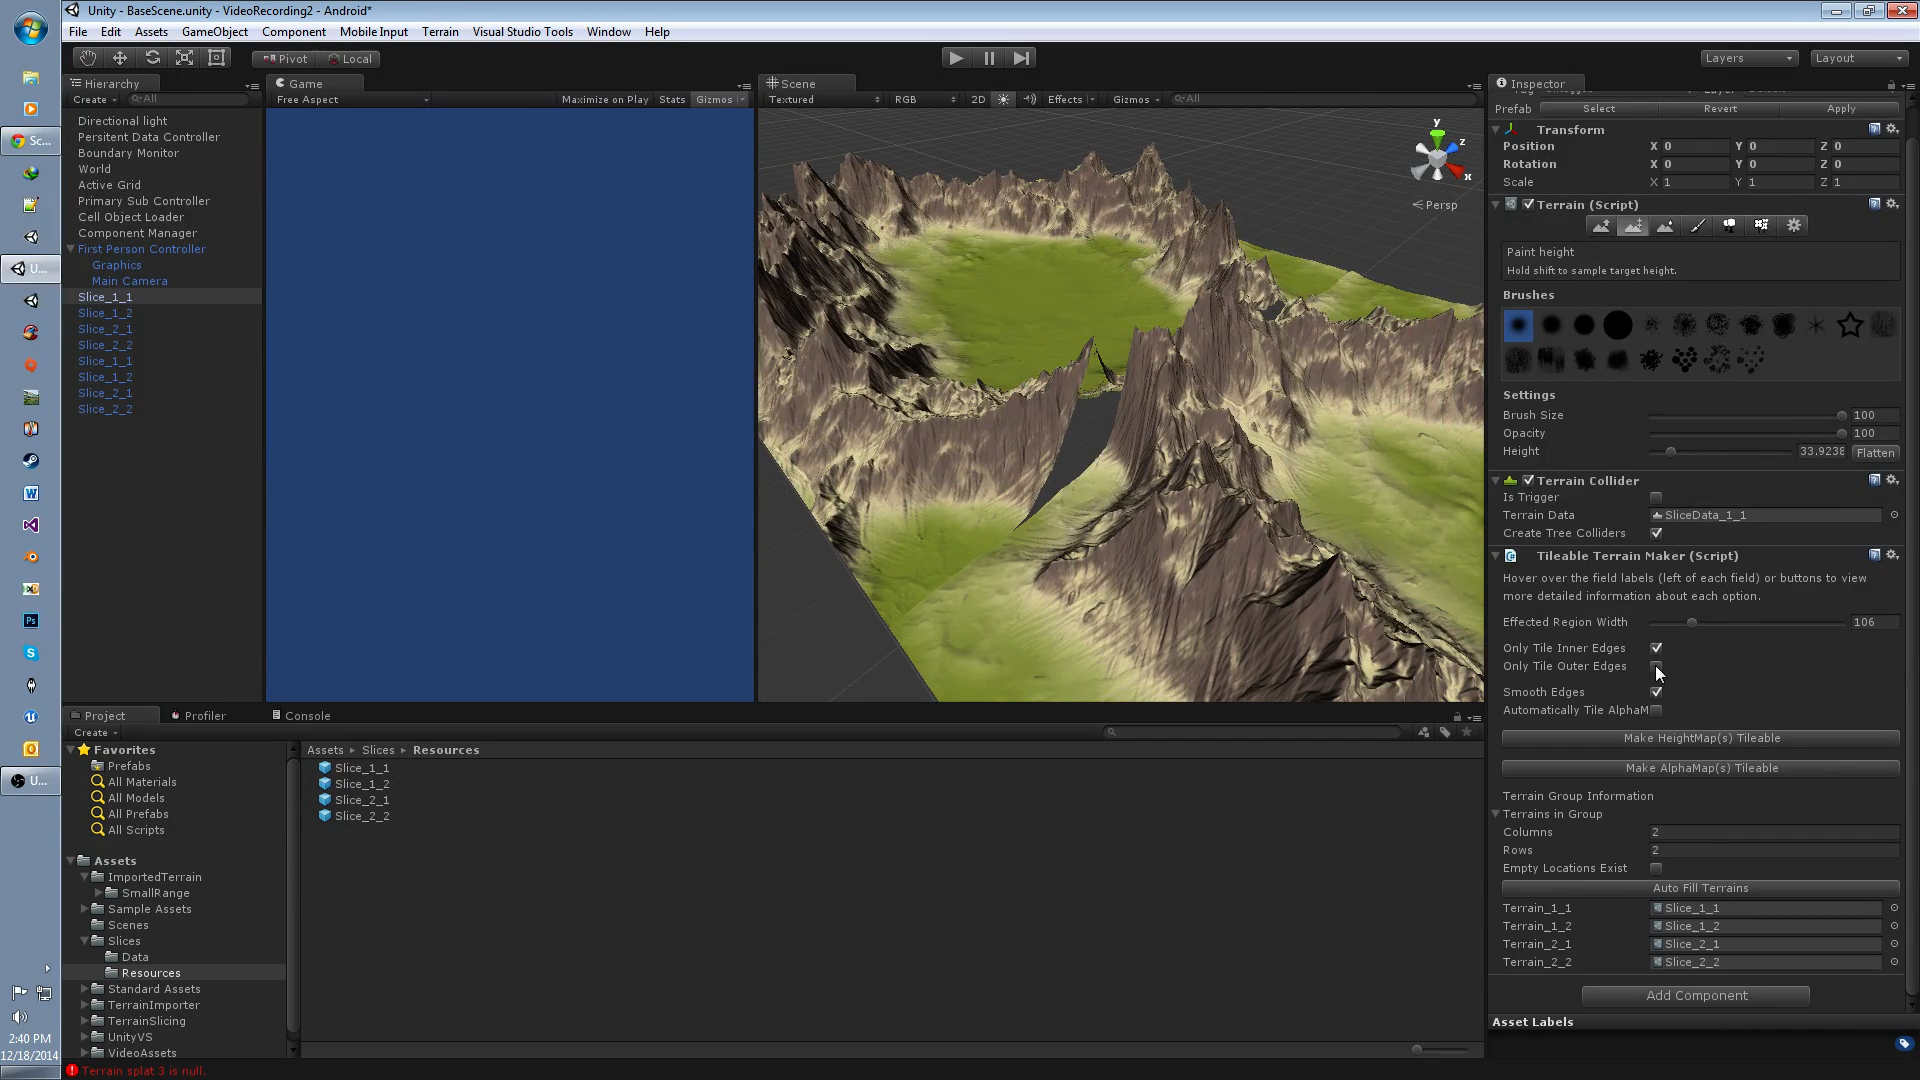 Unity - BaseScene.unity - VideoRecording2 - Android*
File Edit Assets GameObject Component Mobile Input Terrain Visual Studio Tools Window Help
Pivot Local
Layers Layout
Hierarchy
Create All
Directional light
Persitent Data Controller
Boundary Monitor
World
Active Grid
Primary Sub Controller
Cell Object Loader
Component Manager
First Person Controller
Graphics
Main Camera
Slice_1_1
Slice_1_2
Slice_2_1
Slice_2_2
Slice_1_1
Slice_1_2
Slice_2_1
Slice_2_2
Game
Free Aspect Maximize on Play Stats Gizmos
Scene
Textured RGB 2D Effects Gizmos All
y
z
x
Persp
Inspector
Prefab Select Revert Apply
Transform
Position X 0 Y 0 Z 0
Rotation X 0 Y 0 Z 0
Scale X 1 Y 1 Z 1
Terrain (Script)
Paint height
Hold shift to sample target height.
Brushes
Settings
Brush Size 100
Opacity 100
Height 33.9238 Flatten
Terrain Collider
Is Trigger
Terrain Data SliceData_1_1
Create Tree Colliders
Tileable Terrain Maker (Script)
Hover over the field labels (left of each field) or buttons to view
more detailed information about each option.
Effected Region Width 106
Only Tile Inner Edges
Only Tile Outer Edges
Smooth Edges
Automatically Tile AlphaM
Make HeightMap(s) Tileable
Make AlphaMap(s) Tileable
Terrain Group Information
Terrains in Group
Columns 2
Rows 2
Empty Locations Exist
Auto Fill Terrains
Terrain_1_1 Slice_1_1
Terrain_1_2 Slice_1_2
Terrain_2_1 Slice_2_1
Terrain_2_2 Slice_2_2
Add Component
Asset Labels
Project Profiler Console
Create
Favorites
Prefabs
All Materials
All Models
All Prefabs
All Scripts
Assets
ImportedTerrain
SmallRange
Sample Assets
Scenes
Slices
Data
Resources
Standard Assets
TerrainImporter
TerrainSlicing
UnityVS
VideoAssets
Assets Slices Resources
Slice_1_1
Slice_1_2
Slice_2_1
Slice_2_2
Terrain splat 3 is null.
Sc...
U...
U...
2:40 PM
12/18/2014